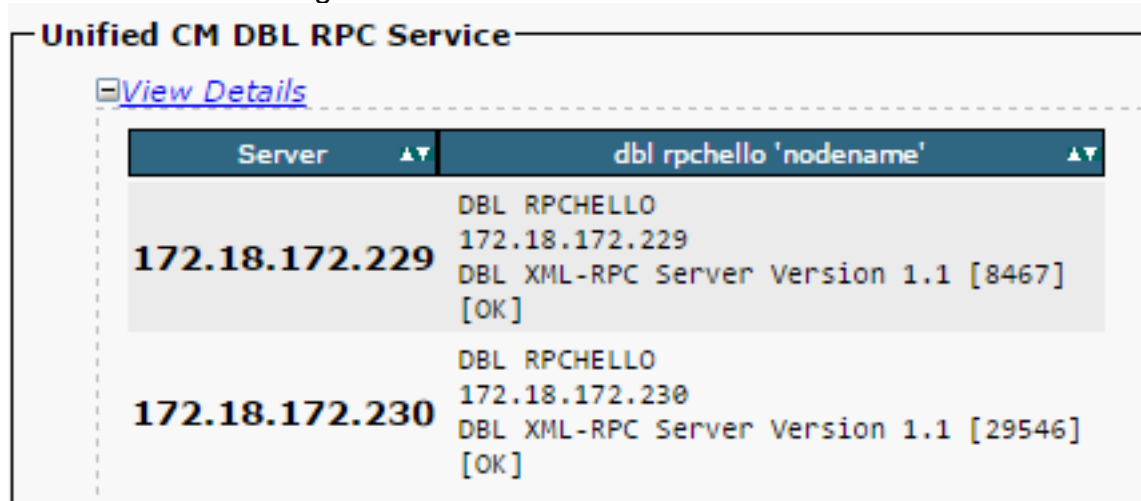 Unified CM DBL RPC Service
View Details
Server dbl rpchello 'nodename'
172.18.172.229
DBL RPCHELLO
172.18.172.229
DBL XML-RPC Server Version 1.1 [8467]
[OK]
172.18.172.230
DBL RPCHELLO
172.18.172.230
DBL XML-RPC Server Version 1.1 [29546]
[OK]